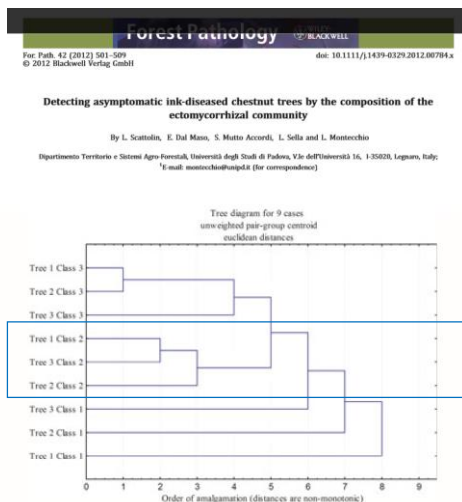 Forest Pathology WILEY-BLACKWELL
For. Path. 42 (2012) 501–509
© 2012 Blackwell Verlag GmbH
doi: 10.1111/j.1439-0329.2012.00784.x
Detecting asymptomatic ink-diseased chestnut trees by the composition of the
ectomycorrhizal community
By L. Scattolin, E. Dal Maso, S. Mutto Accordi, L. Sella and L. Montecchio
Dipartimento Territorio e Sistemi Agro-Forestali, Università degli Studi di Padova, V.le dell'Università 16, I-35020, Legnaro, Italy;
1E-mail: montecchio@unipd.it (for correspondence)
Tree diagram for 9 cases
unweighted pair-group centroid
euclidean distances
Tree 1 Class 3
Tree 2 Class 3
Tree 3 Class 3
Tree 1 Class 2
Tree 3 Class 2
Tree 2 Class 2
Tree 3 Class 1
Tree 2 Class 1
Tree 1 Class 1
0 1 2 3 4 5 6 7 8 9
Order of amalgamation (distances are non-monotonic)